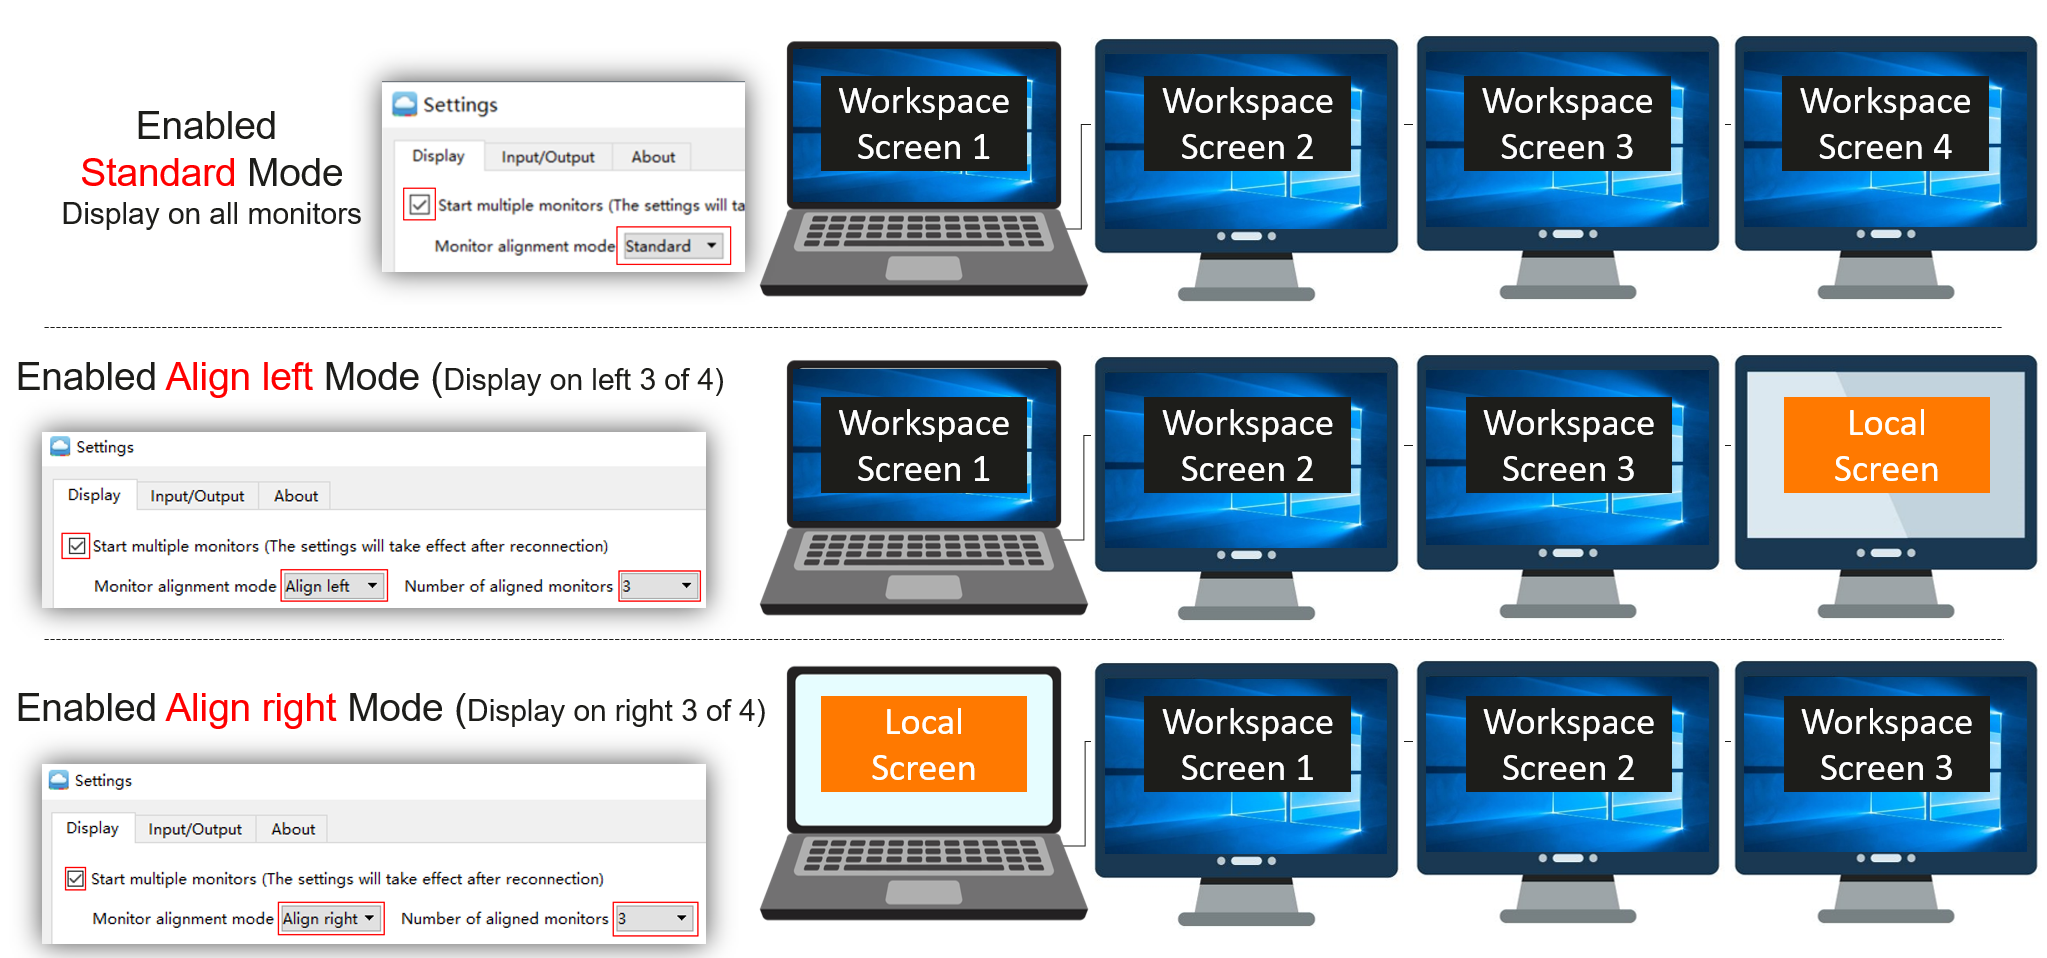 Enabled
Standard Mode
Display on all monitors
Settings
Display Input/Output About
Start multiple monitors (The settings will ta
Monitor alignment mode Standard
Workspace
Screen 1
Workspace
Screen 2
Workspace
Screen 3
Workspace
Screen 4
Enabled Align left Mode (Display on left 3 of 4)
Settings
Display Input/Output About
Start multiple monitors (The settings will take effect after reconnection)
Monitor alignment mode Align left Number of aligned monitors 3
Workspace
Screen 1
Workspace
Screen 2
Workspace
Screen 3
Local
Screen
Enabled Align right Mode (Display on right 3 of 4)
Settings
Display Input/Output About
Start multiple monitors (The settings will take effect after reconnection)
Monitor alignment mode Align right Number of aligned monitors 3
Local
Screen
Workspace
Screen 1
Workspace
Screen 2
Workspace
Screen 3